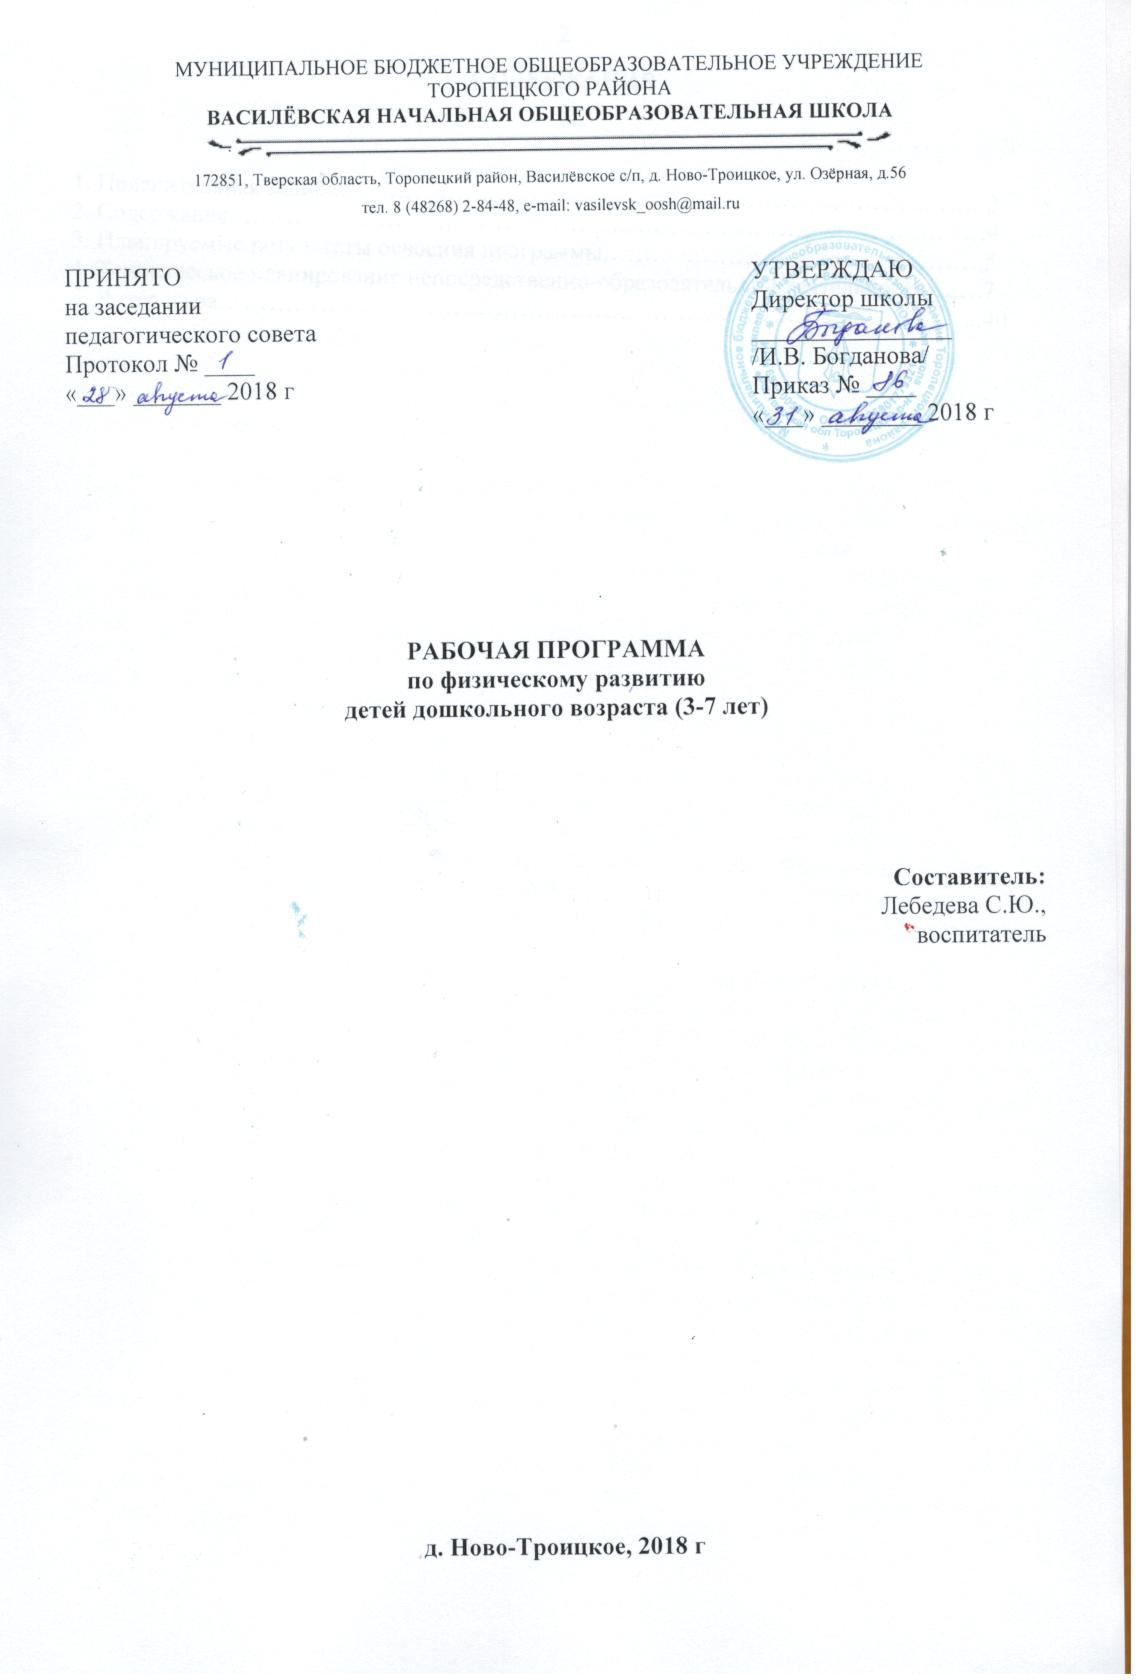 МУНИЦИПАЛЬНОЕ БЮДЖЕТНОЕ ОБЩЕОБРАЗОВАТЕЛЬНОЕ УЧРЕЖДЕНИЕ
ТОРОПЕЦКОГО РАЙОНА
ВАСИЛЁВСКАЯ НАЧАЛЬНАЯ ОБЩЕОБРАЗОВАТЕЛЬНАЯ ШКОЛА
172851, Тверская область, Торопецкий район, Василёвское с/п, д. Ново-Троицкое, ул. Озёрная, д.56
тел. 8 (48268) 2-84-48, e-mail: vasilevsk_oosh@mail.ru
ПРИНЯТО
на заседании
педагогического совета
Протокол № 1
«28» августа 2018 г
УТВЕРЖДАЮ
Директор школы
Богданова
/И.В. Богданова/
Приказ № 86
«31» августа 2018 г
РАБОЧАЯ ПРОГРАММА
по физическому развитию
детей дошкольного возраста (3-7 лет)
Составитель:
Лебедева С.Ю.,
воспитатель
д. Ново-Троицкое, 2018 г